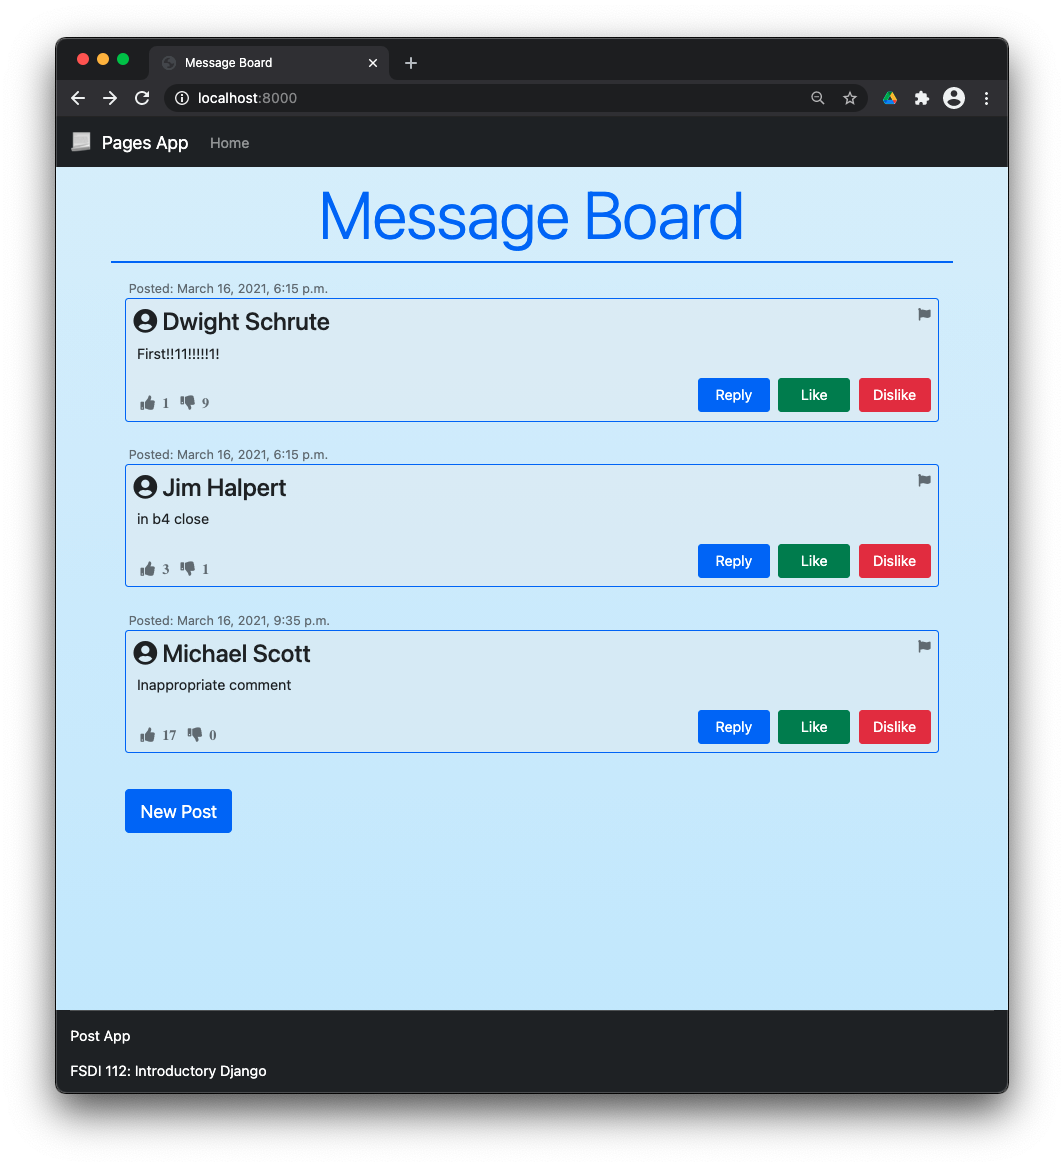 Message Board
localhost:8000
Pages App Home
Message Board
Posted: March 16, 2021, 6:15 p.m.
Dwight Schrute
First!!11!!!!!1!
1 9 Reply Like Dislike
Posted: March 16, 2021, 6:15 p.m.
Jim Halpert
in b4 close
3 1 Reply Like Dislike
Posted: March 16, 2021, 9:35 p.m.
Michael Scott
Inappropriate comment
17 0 Reply Like Dislike
New Post
Post App
FSDI 112: Introductory Django